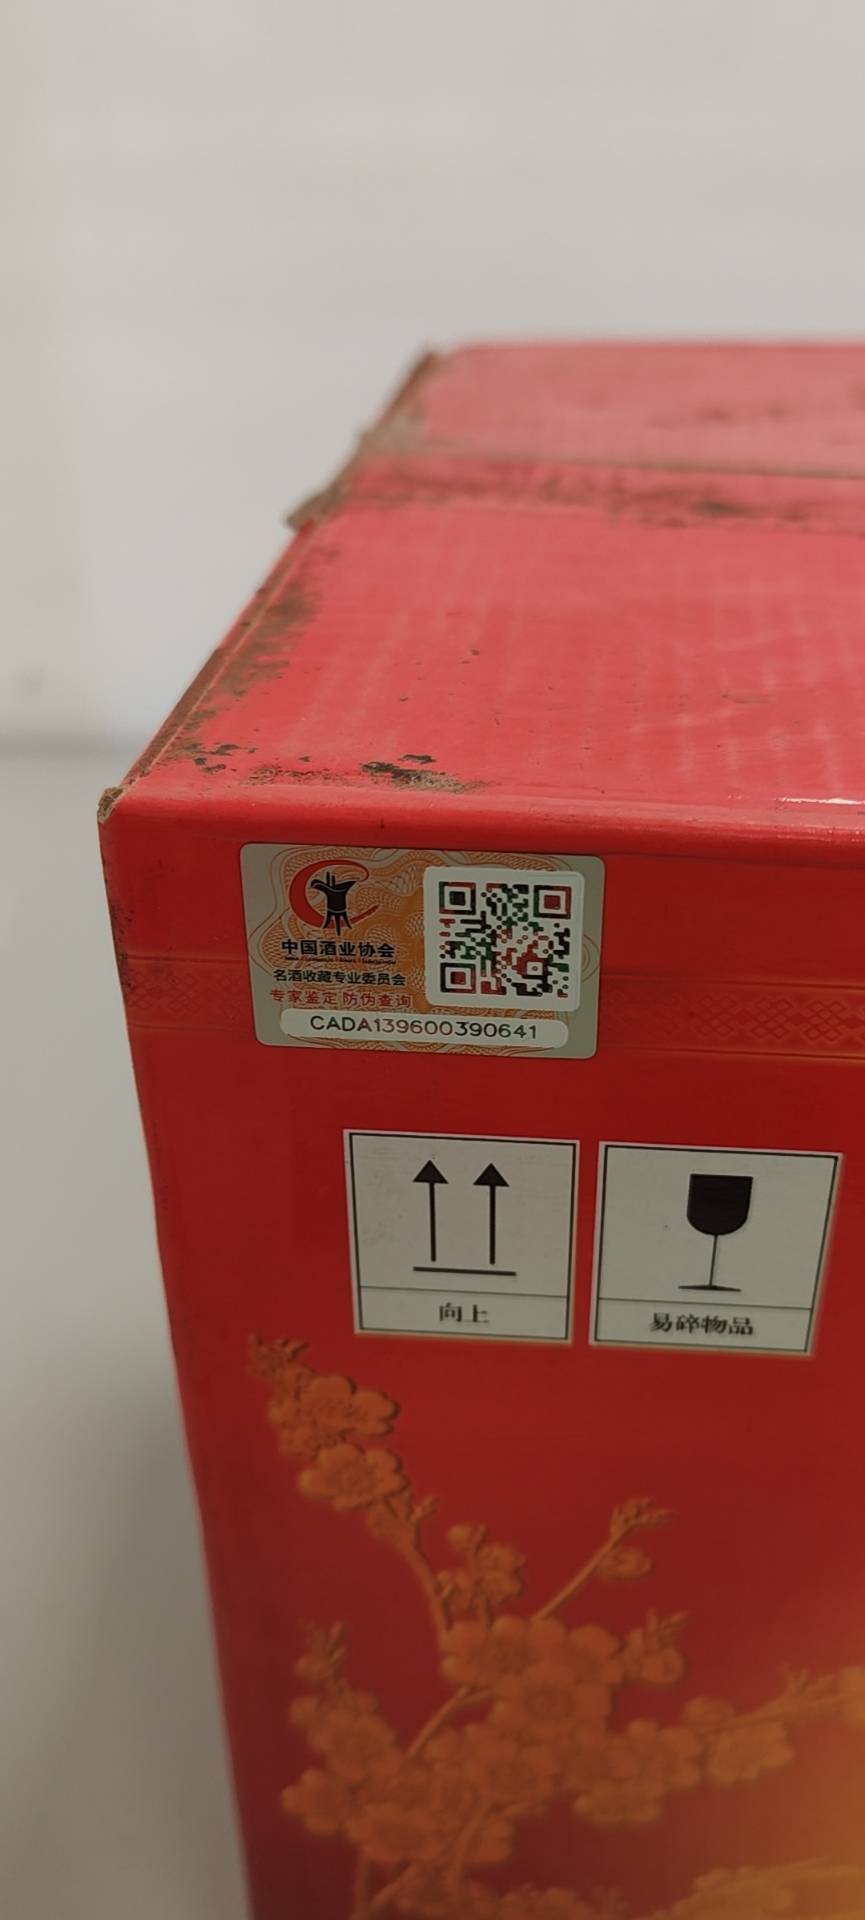 中国酒业协会
名酒收藏专业委员会
专家鉴定 防伪查询
CADA139600390641
向上
易碎物品